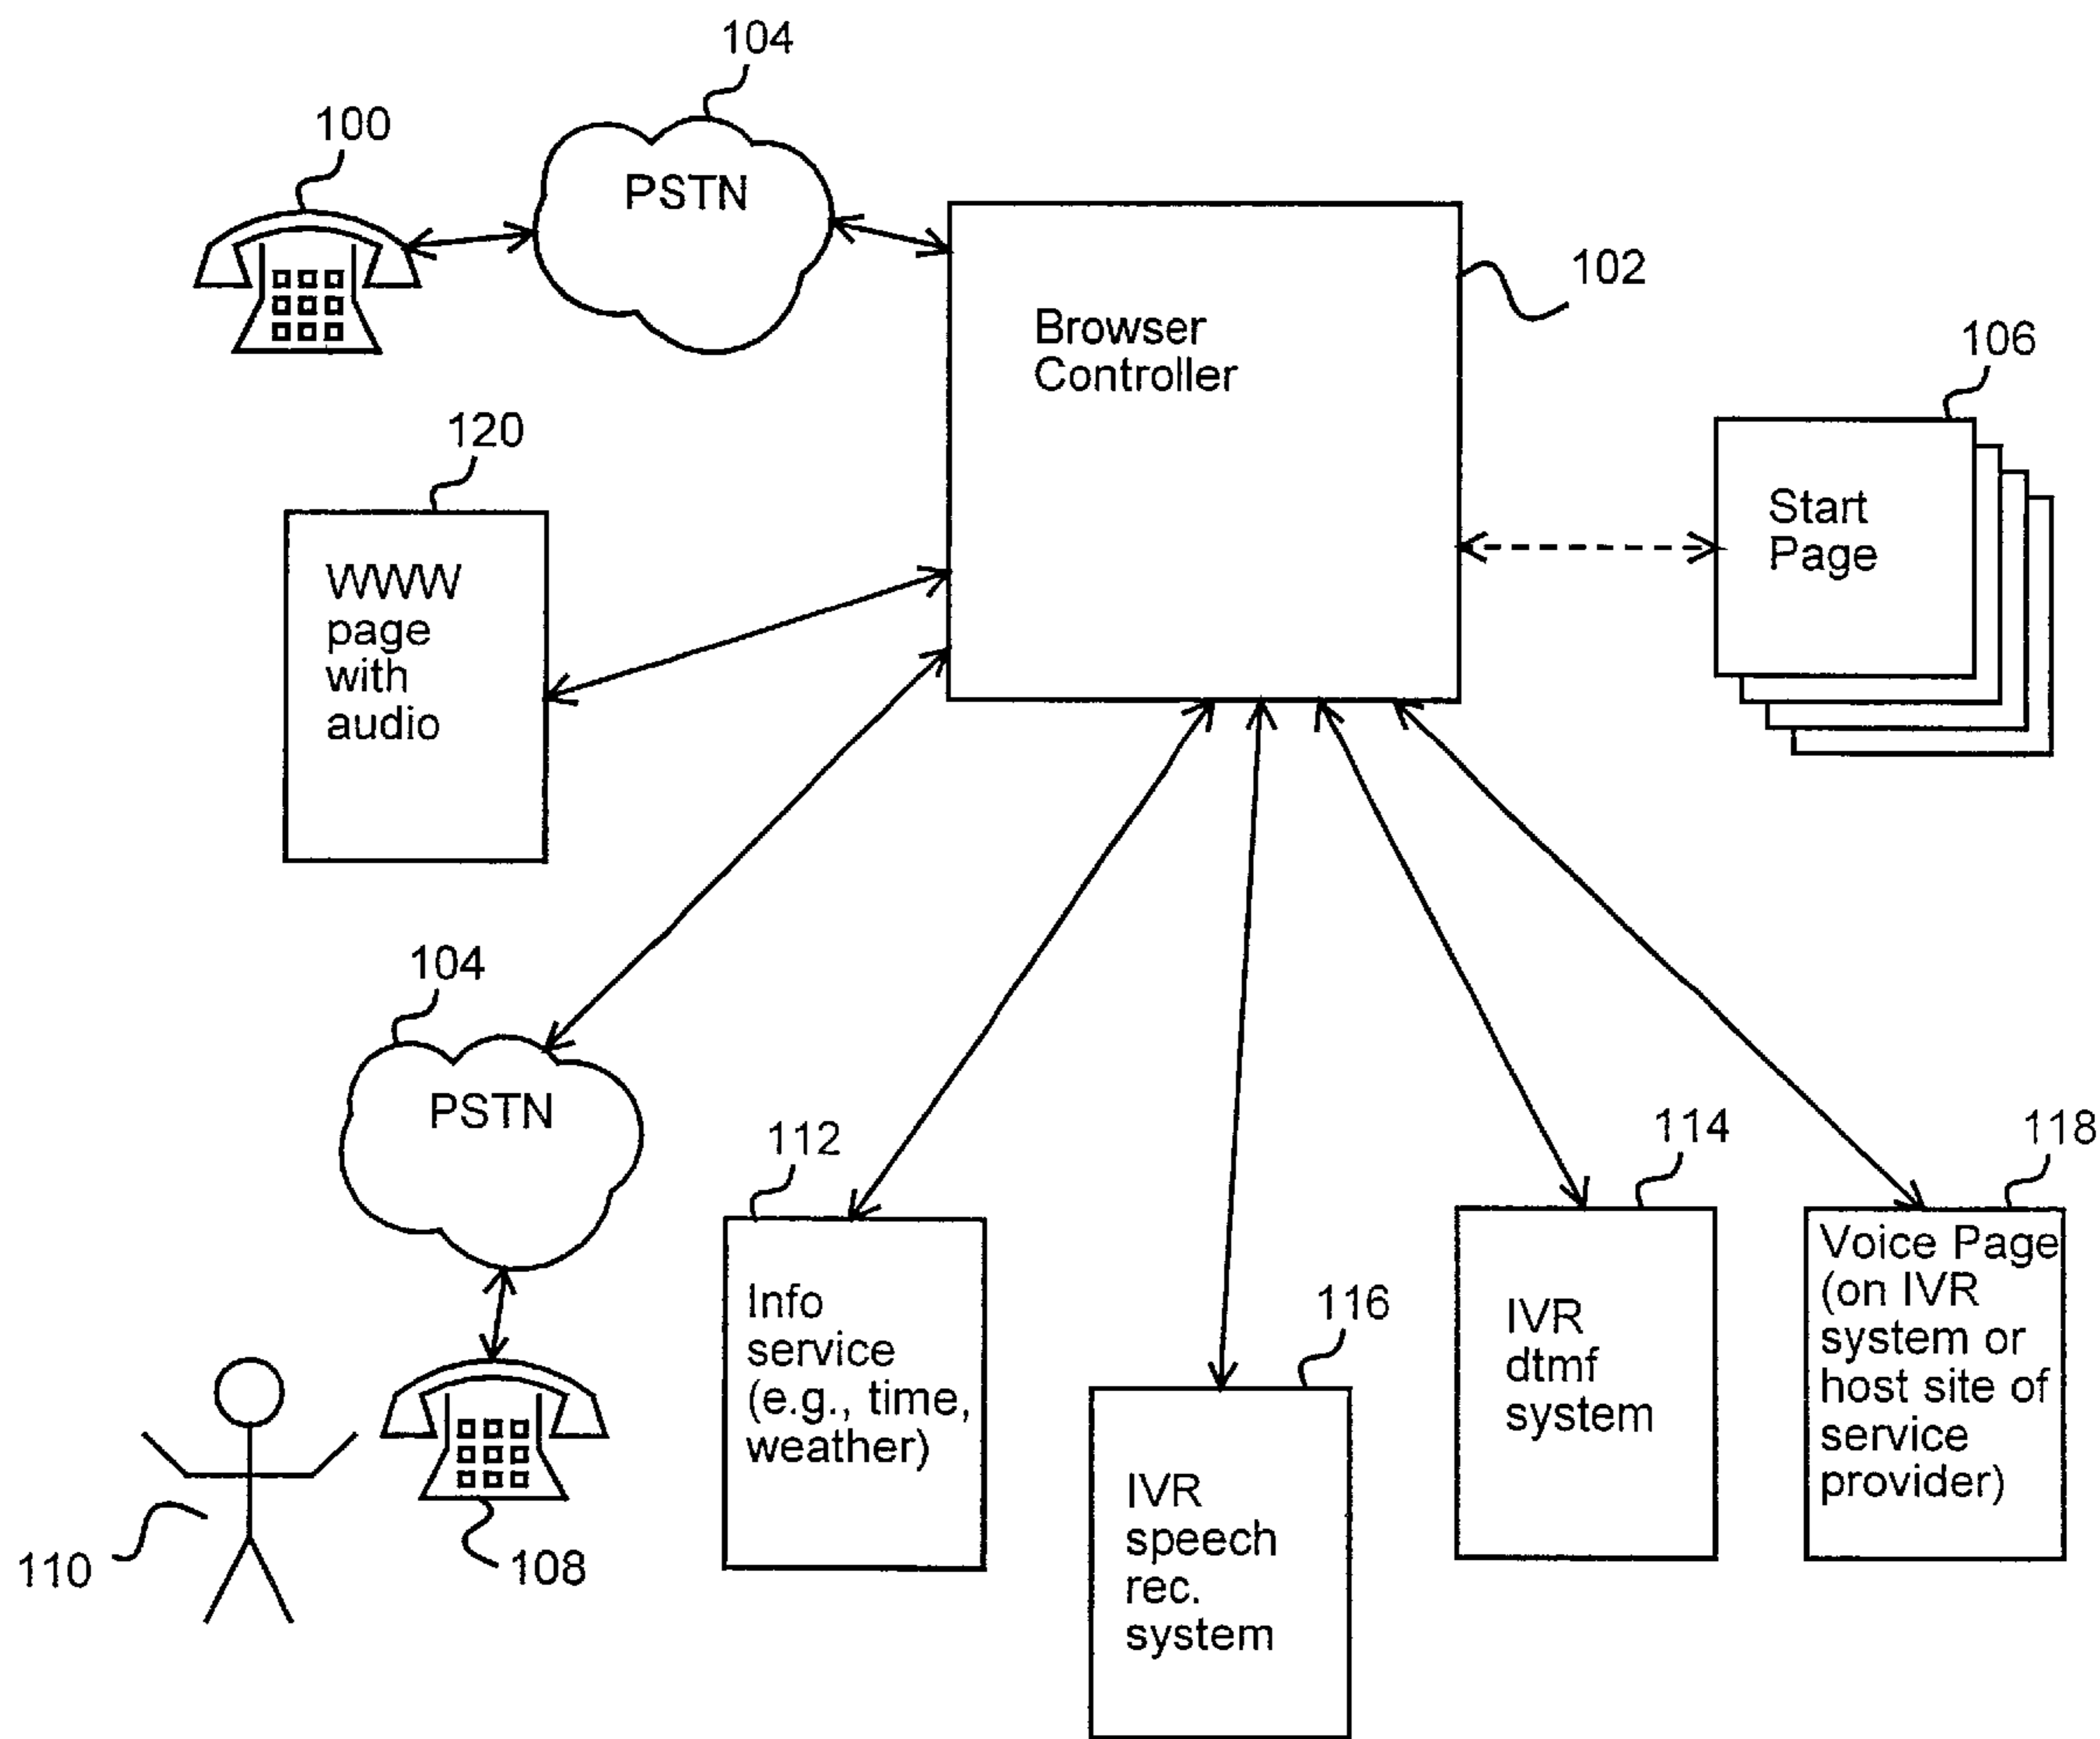 104
100
PSTN
102
Browser
Controller
106
120
Start
Page
WWW
page
with
audio
104
PSTN
112
114
118
Info
service
(e.g., time,
weather)
116
IVR
dtmf
system
Voice Page
(on IVR
system or
host site of
service
provider)
IVR
speech
rec.
system
110
108